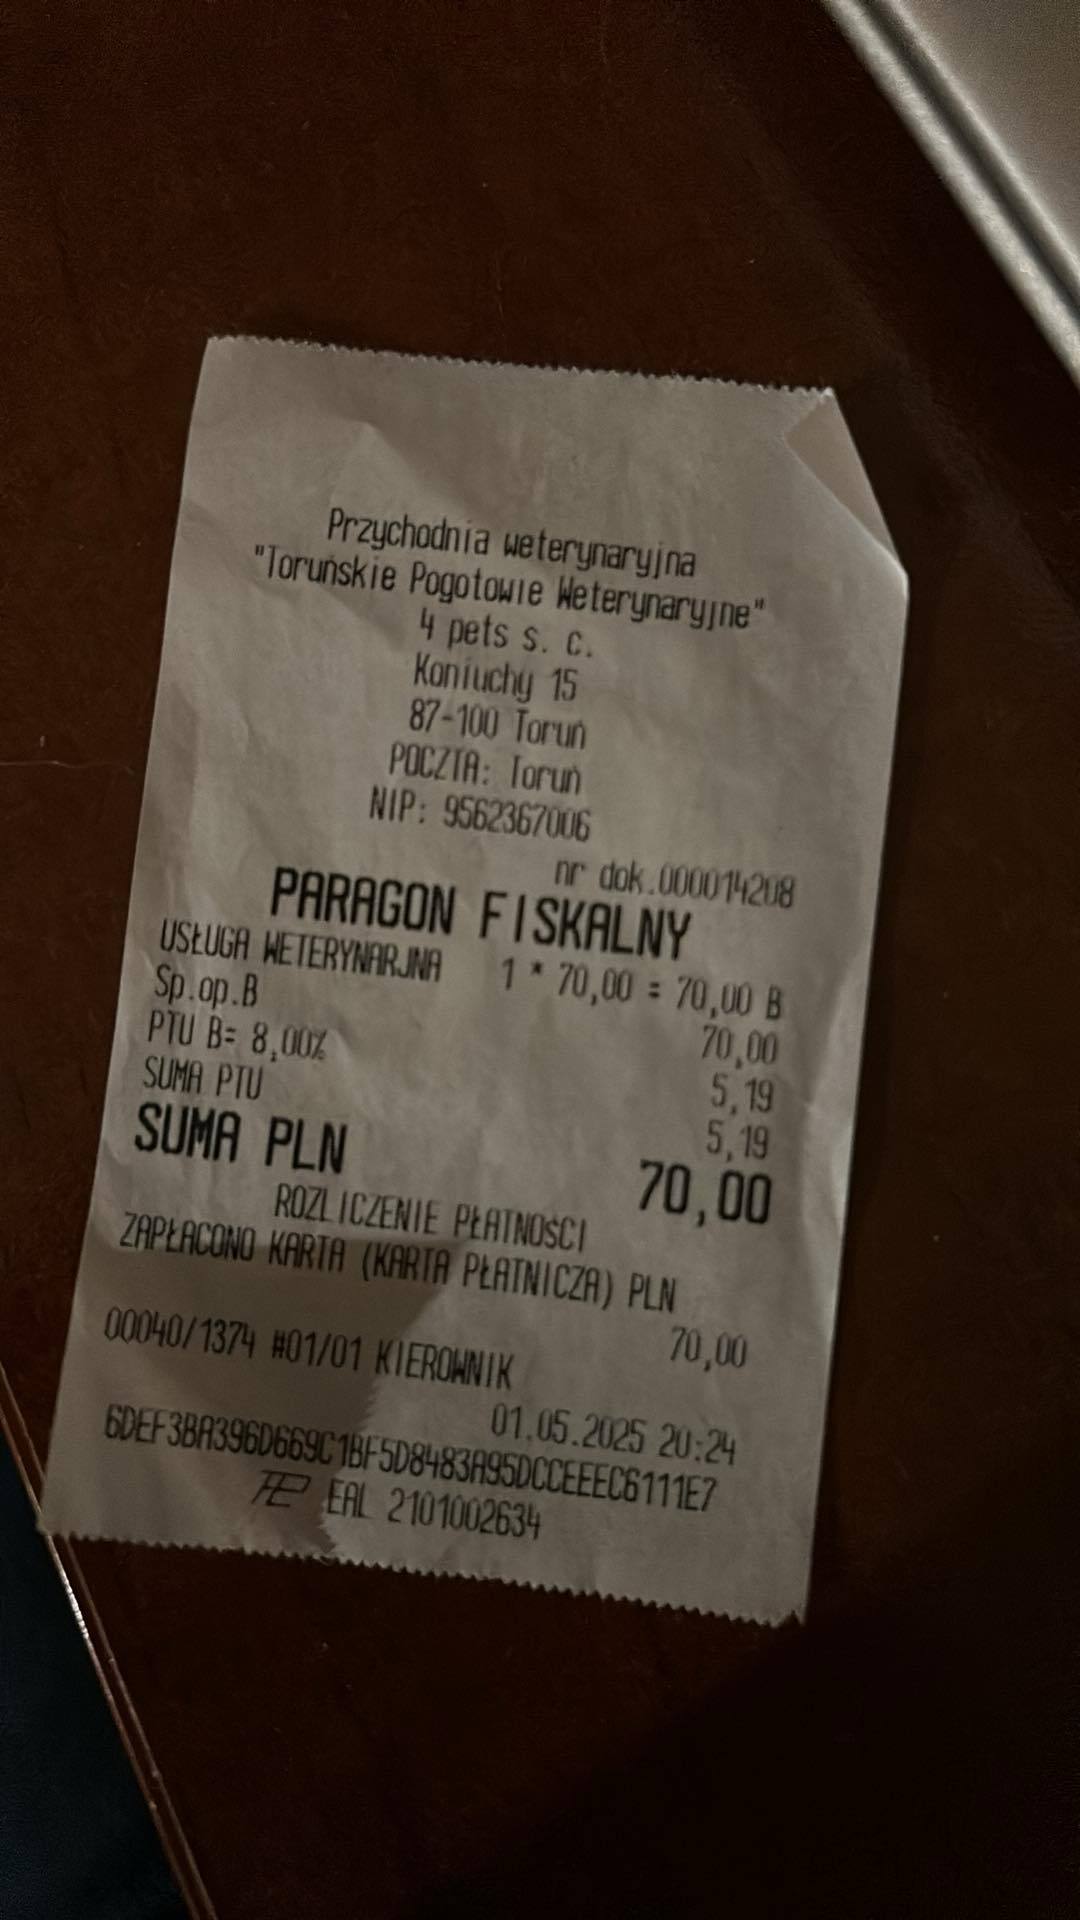 Przychodnia weterynaryjna
"Toruńskie Pogotowie Weterynaryjne"
4 pets s. c.
Koniuchy 15
87-100 Toruń
POCZTA: Toruń
NIP: 9562367006
nr dok.000014208
PARAGON FISKALNY
USŁUGA WETERYNARJNA 1 * 70,00 = 70,00 B
Sp.op.B 70,00
PTU B= 8,00% 5,19
SUMA PTU 5,19
SUMA PLN 70,00
ROZLICZENIE PŁATNOŚCI
ZAPŁACONO KARTA (KARTA PŁATNICZA) PLN
70,00
00040/1374 #01/01 KIEROWNIK
01.05.2025 20:24
6DEF3BA396D669C1BF5D8483A95DCCEEEC6111E7
EAL 2101002634